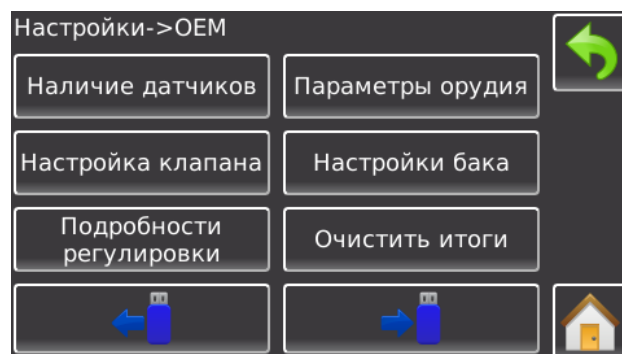 Настройки->OEM
Наличие датчиков
Параметры орудия
Настройка клапана
Настройки бака
Подробности
регулировки
Очистить итоги